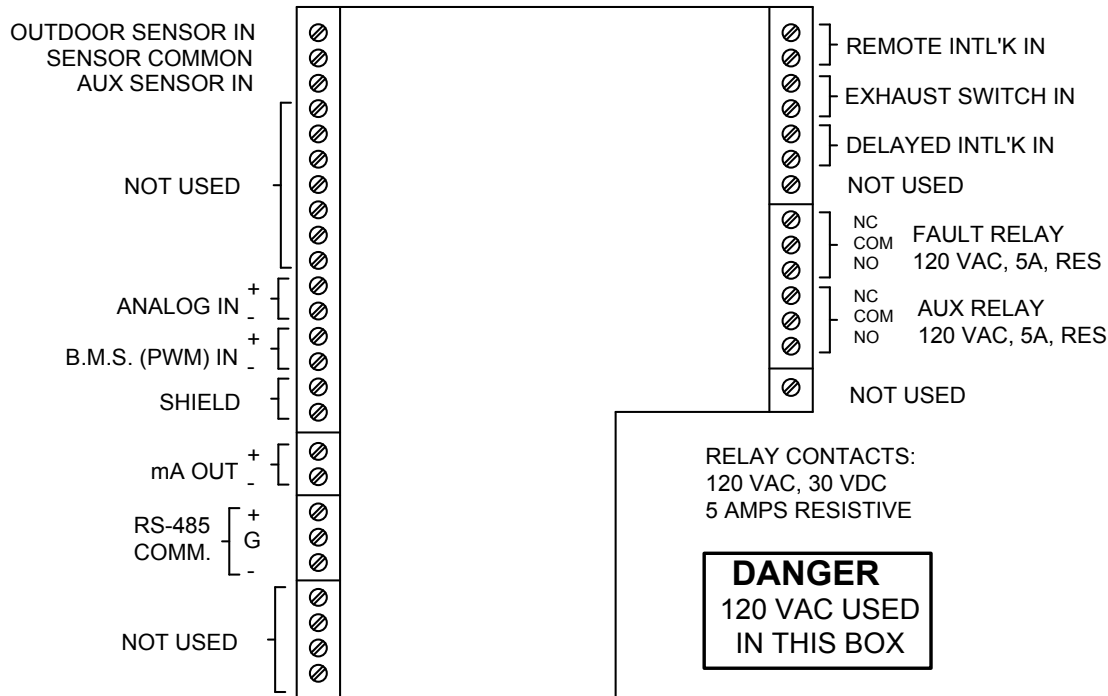 OUTDOOR SENSOR IN
SENSOR COMMON
AUX SENSOR IN
NOT USED
ANALOG IN
+
-
B.M.S. (PWM) IN
+
-
SHIELD
mA OUT
+
-
RS-485
COMM.
+
G
-
NOT USED
REMOTE INTL'K IN
EXHAUST SWITCH IN
DELAYED INTL'K IN
NOT USED
NC
COM
NO
FAULT RELAY
120 VAC, 5A, RES
NC
COM
NO
AUX RELAY
120 VAC, 5A, RES
NOT USED
RELAY CONTACTS:
120 VAC, 30 VDC
5 AMPS RESISTIVE
DANGER
120 VAC USED
IN THIS BOX